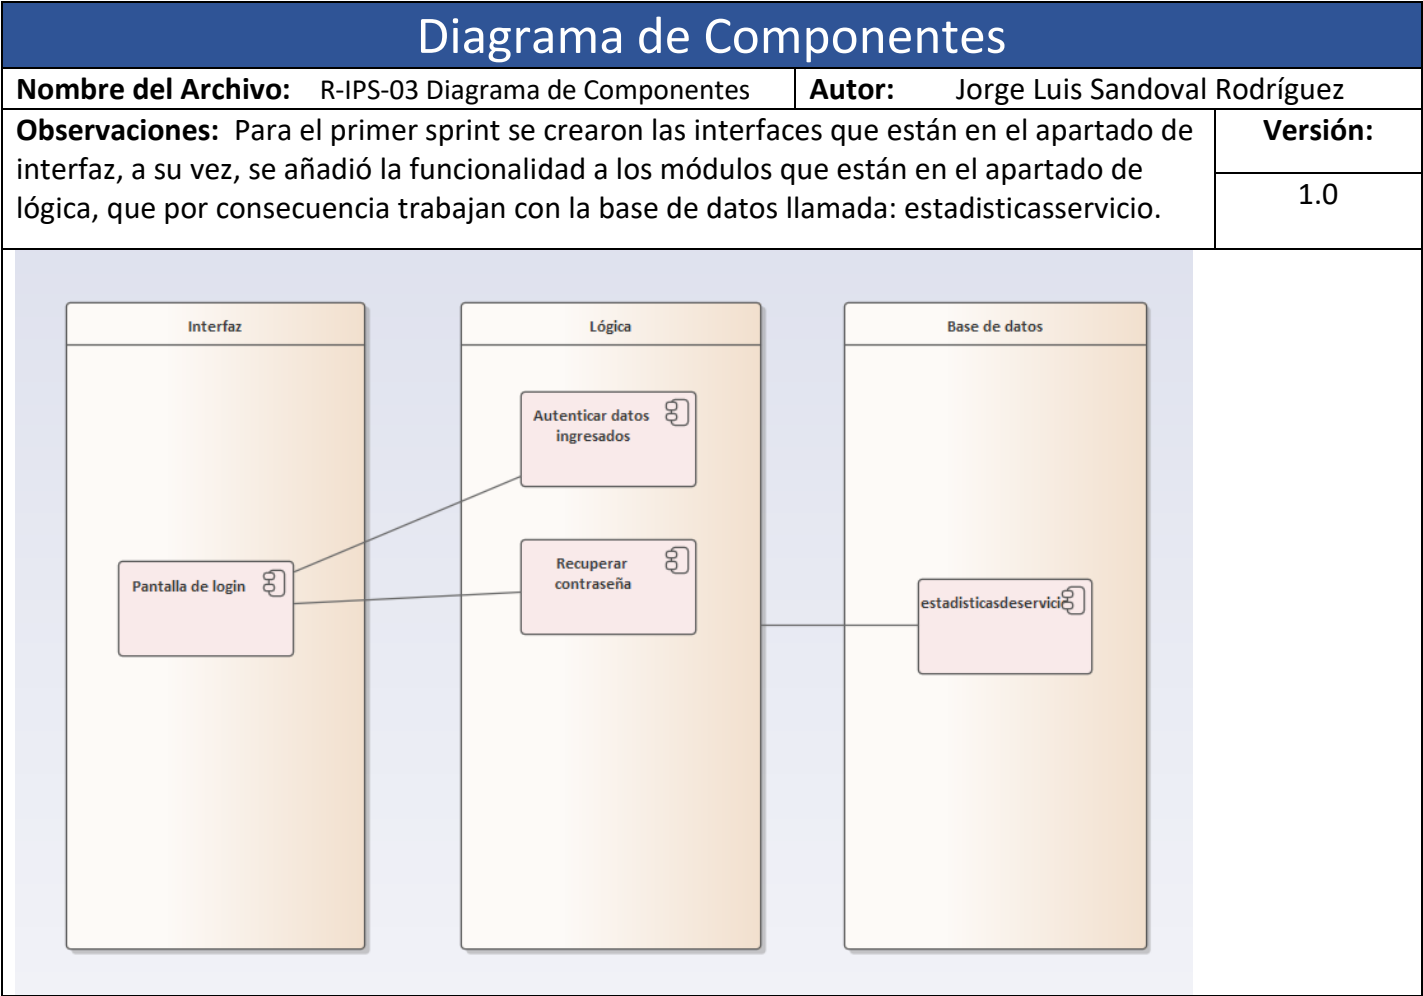 Diagrama de Componentes
Nombre del Archivo: R-IPS-03 Diagrama de Componentes
Autor: Jorge Luis Sandoval Rodríguez
Observaciones: Para el primer sprint se crearon las interfaces que están en el apartado de
interfaz, a su vez, se añadió la funcionalidad a los módulos que están en el apartado de
lógica, que por consecuencia trabajan con la base de datos llamada: estadisticasservicio.
Versión:
1.0
Interfaz
Pantalla de login
Lógica
Autenticar datos
ingresados
Recuperar
contraseña
Base de datos
estadisticasdeservici